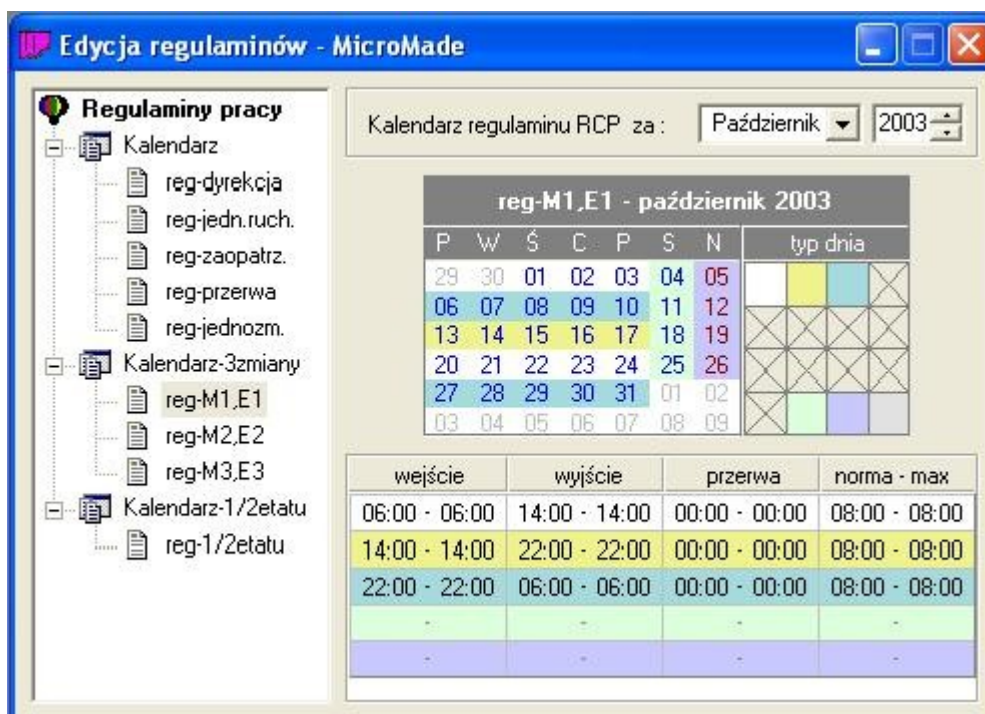 Edycja regulaminów - MicroMade
Regulaminy pracy
Kalendarz
reg-dyrekcja
reg-jedn.ruch.
reg-zaopatrz.
reg-przerwa
reg-jednozm.
Kalendarz-3zmiany
reg-M1,E1
reg-M2,E2
reg-M3,E3
Kalendarz-1/2etatu
reg-1/2etatu
Kalendarz regulaminu RCP za : Październik 2003
reg-M1,E1 - październik 2003
P W Ś C P S N typ dnia
29 30 01 02 03 04 05
06 07 08 09 10 11 12
13 14 15 16 17 18 19
20 21 22 23 24 25 26
27 28 29 30 31 01 02
03 04 05 06 07 08 09
wejście wyjście przerwa norma - max
06:00 - 06:00 14:00 - 14:00 00:00 - 00:00 08:00 - 08:00
14:00 - 14:00 22:00 - 22:00 00:00 - 00:00 08:00 - 08:00
22:00 - 22:00 06:00 - 06:00 00:00 - 00:00 08:00 - 08:00
- - - -
- - - -